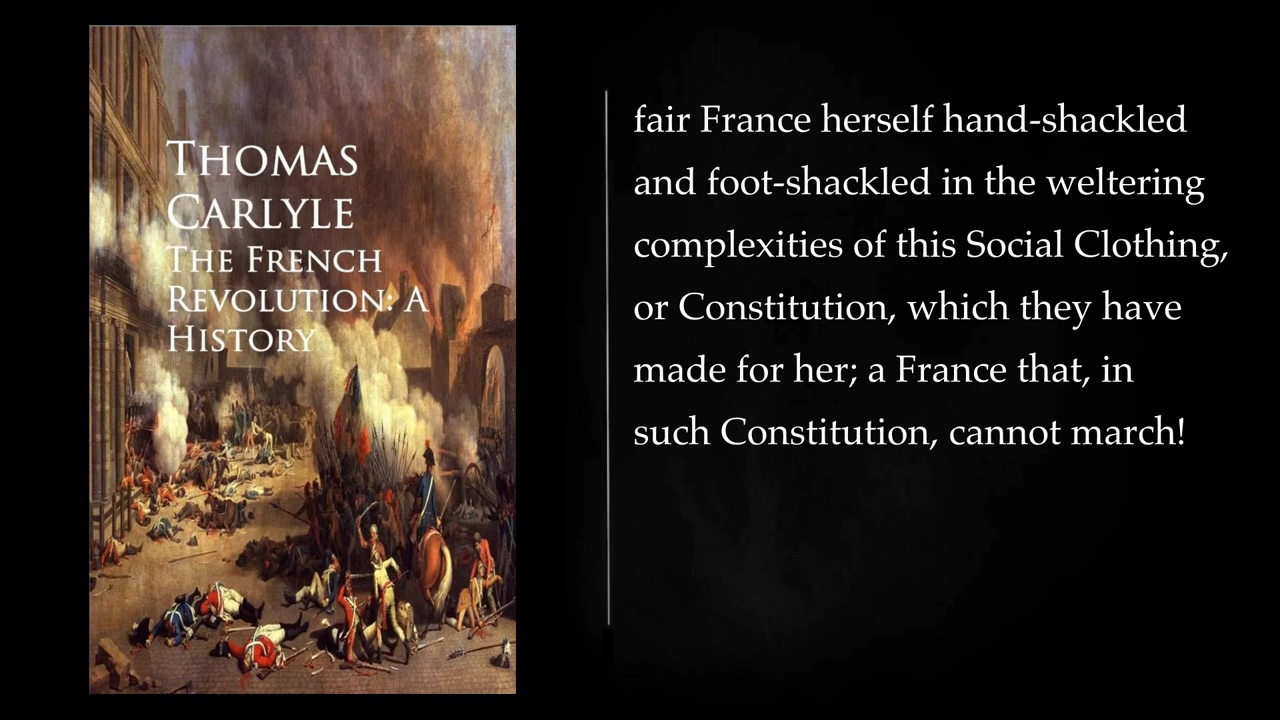 THOMAS
CARLYLE
THE FRENCH
REVOLUTION: A
HISTORY
fair France herself hand-shackled
and foot-shackled in the weltering
complexities of this Social Clothing,
or Constitution, which they have
made for her; a France that, in
such Constitution, cannot march!